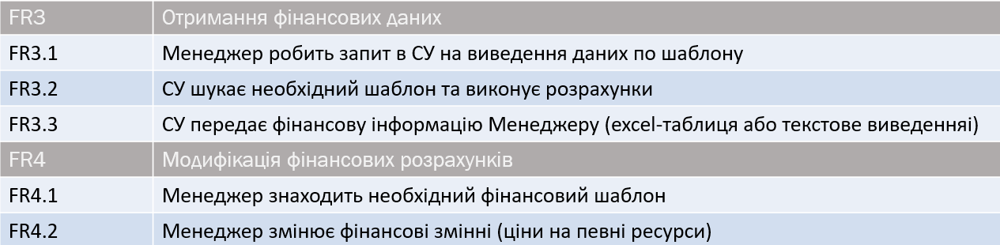 FR3 Отримання фінансових даних
FR3.1 Менеджер робить запит в СУ на виведення даних по шаблону
FR3.2 СУ шукає необхідний шаблон та виконує розрахунки
FR3.3 СУ передає фінансову інформацію Менеджеру (excel-таблиця або текстове виведенняі)
FR4 Модифікація фінансових розрахунків
FR4.1 Менеджер знаходить необхідний фінансовий шаблон
FR4.2 Менеджер змінює фінансові змінні (ціни на певні ресурси)